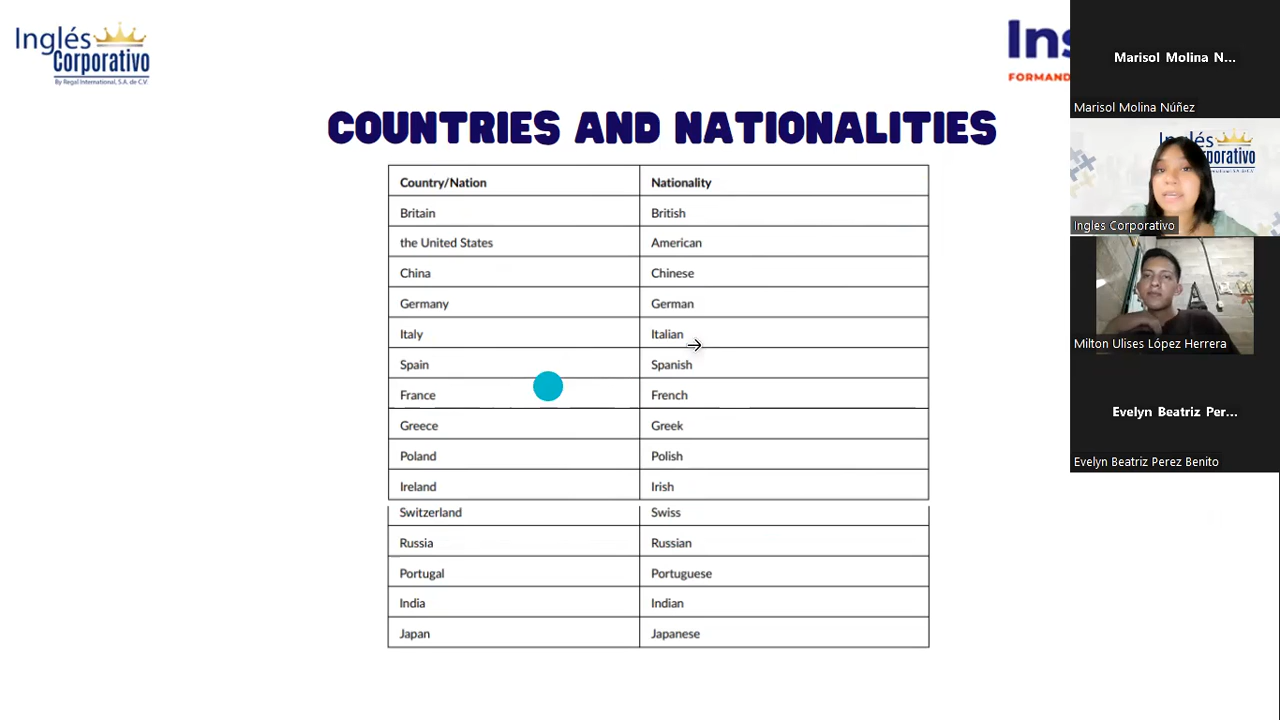 Inglés
Corporativo
By Regal International, S.A. de C.V.
Ins
FORMAND
COUNTRIES AND NATIONALITIES
Country/Nation Nationality
Britain British
the United States American
China Chinese
Germany German
Italy Italian
Spain Spanish
France French
Greece Greek
Poland Polish
Ireland Irish
Switzerland Swiss
Russia Russian
Portugal Portuguese
India Indian
Japan Japanese
Marisol Molina N...
Marisol Molina Núñez
Inglés
porativo
Ingles Corporativo
Milton Ulises López Herrera
Evelyn Beatriz Per...
Evelyn Beatriz Perez Benito